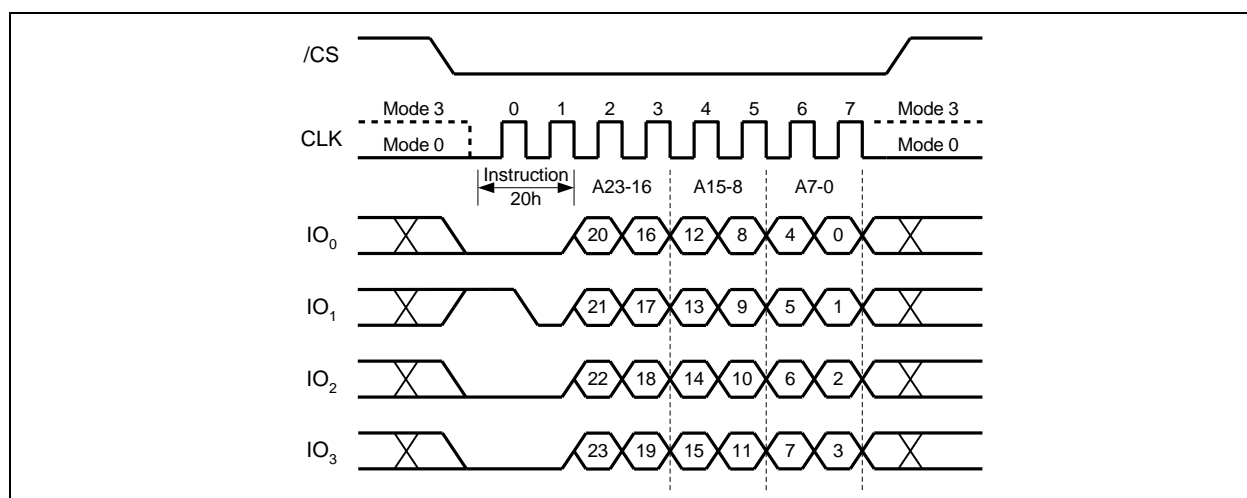 /CS
Mode 3 0 1 2 3 4 5 6 7 Mode 3
CLK
Mode 0 Mode 0
Instruction
20h
A23-16 A15-8 A7-0
IO0 20 16 12 8 4 0
IO1 21 17 13 9 5 1
IO2 22 18 14 10 6 2
IO3 23 19 15 11 7 3